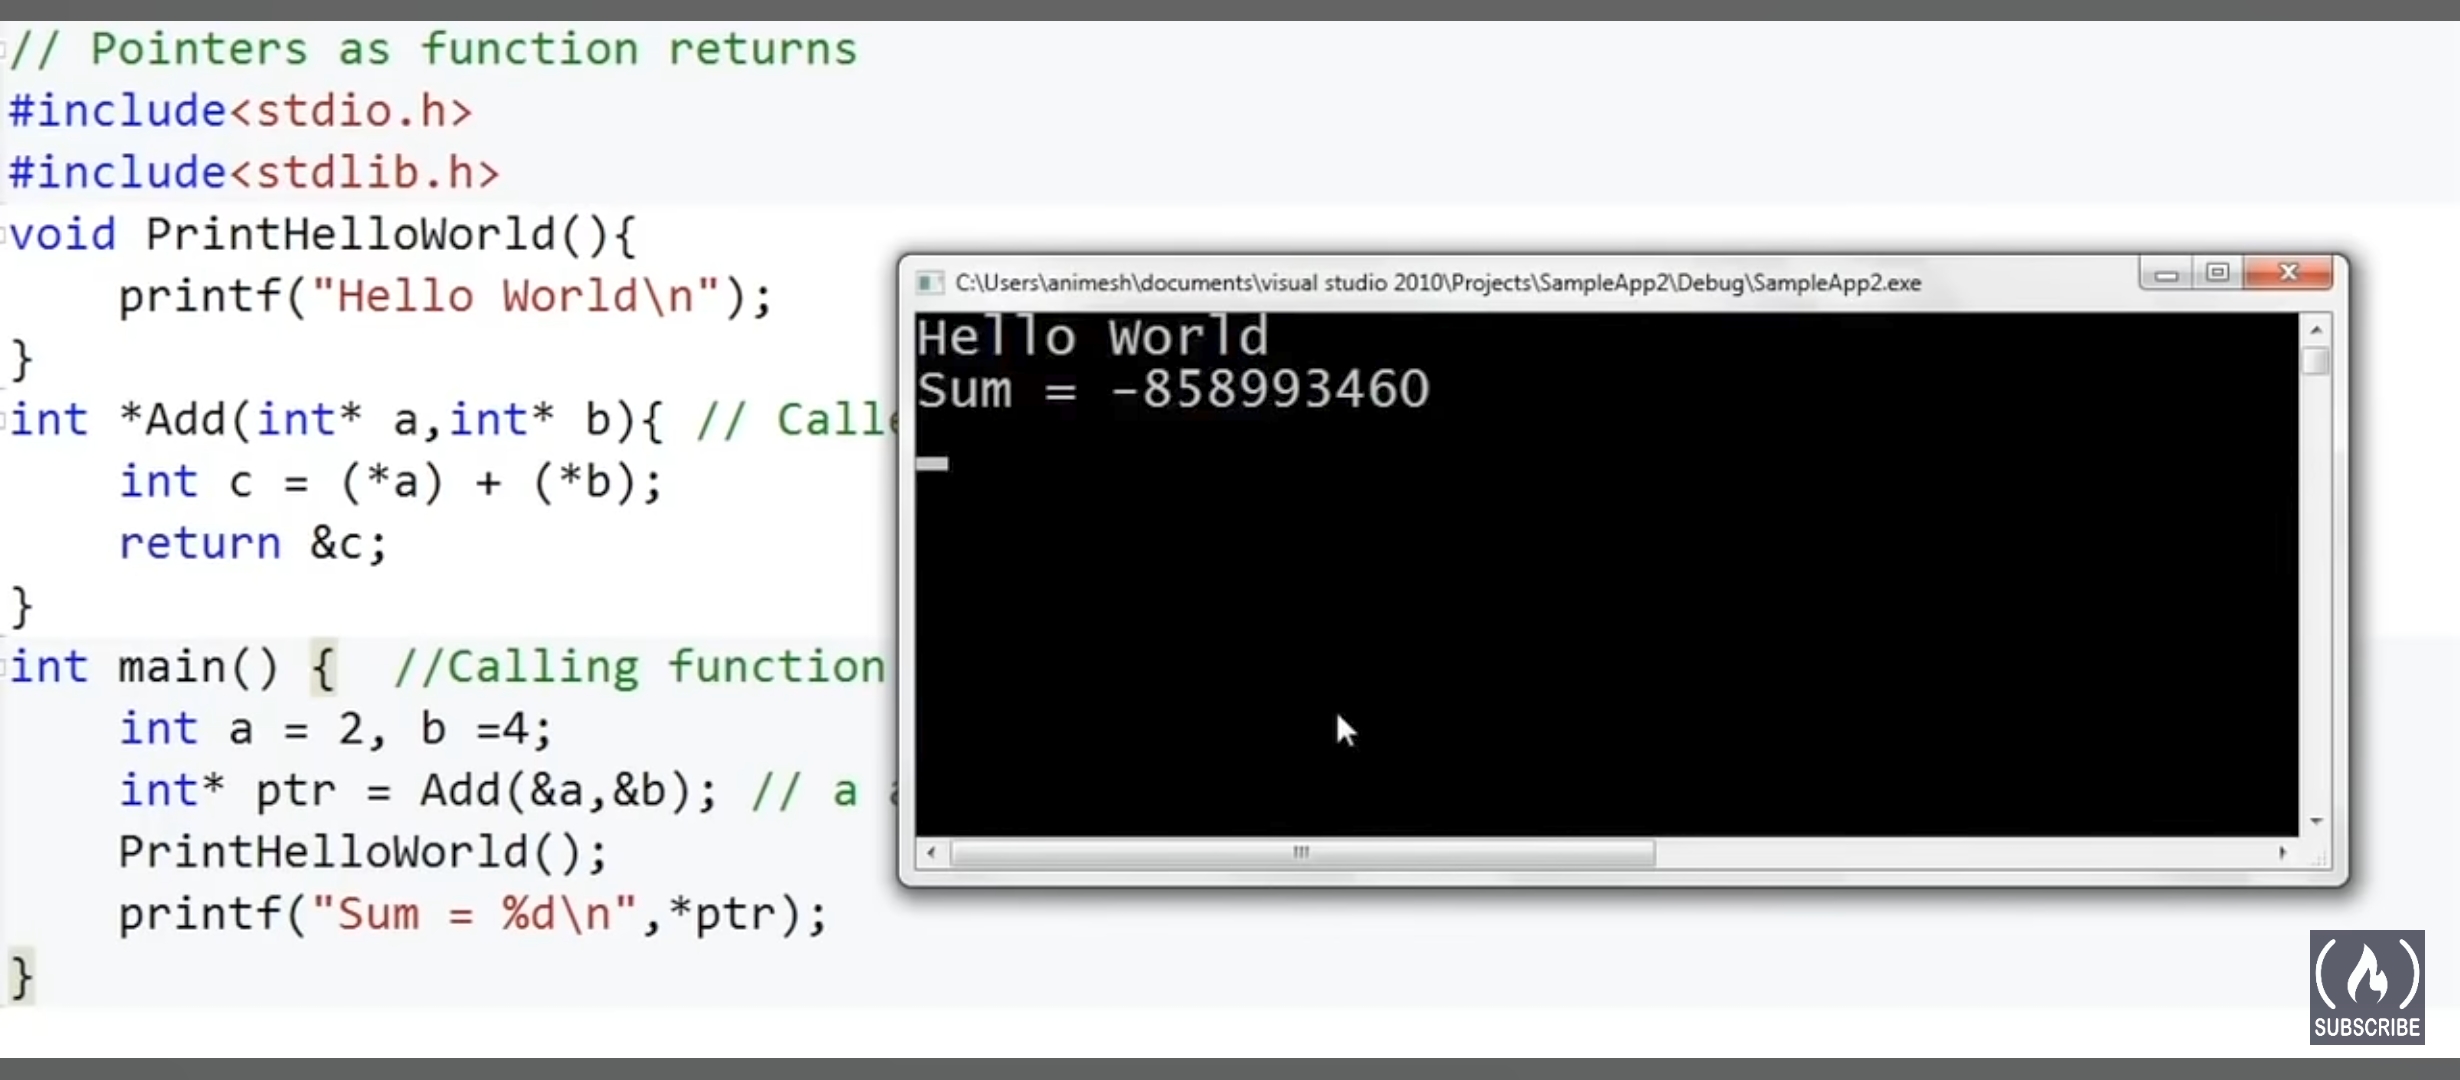 // Pointers as function returns
#include<stdio.h>
#include<stdlib.h>
void PrintHelloWorld(){
    printf("Hello World\n");
}
int *Add(int* a,int* b){ //
    int c = (*a) + (*b);
    return &c;
}
int main() {  //Calling function
    int a = 2, b =4;
    int* ptr = Add(&a,&b); // a
    PrintHelloWorld();
    printf("Sum = %d\n",*ptr);
}
C:\Users\animesh\documents\visual studio 2010\Projects\SampleApp2\Debug\SampleApp2.exe
Hello World
Sum = -858993460
SUBSCRIBE